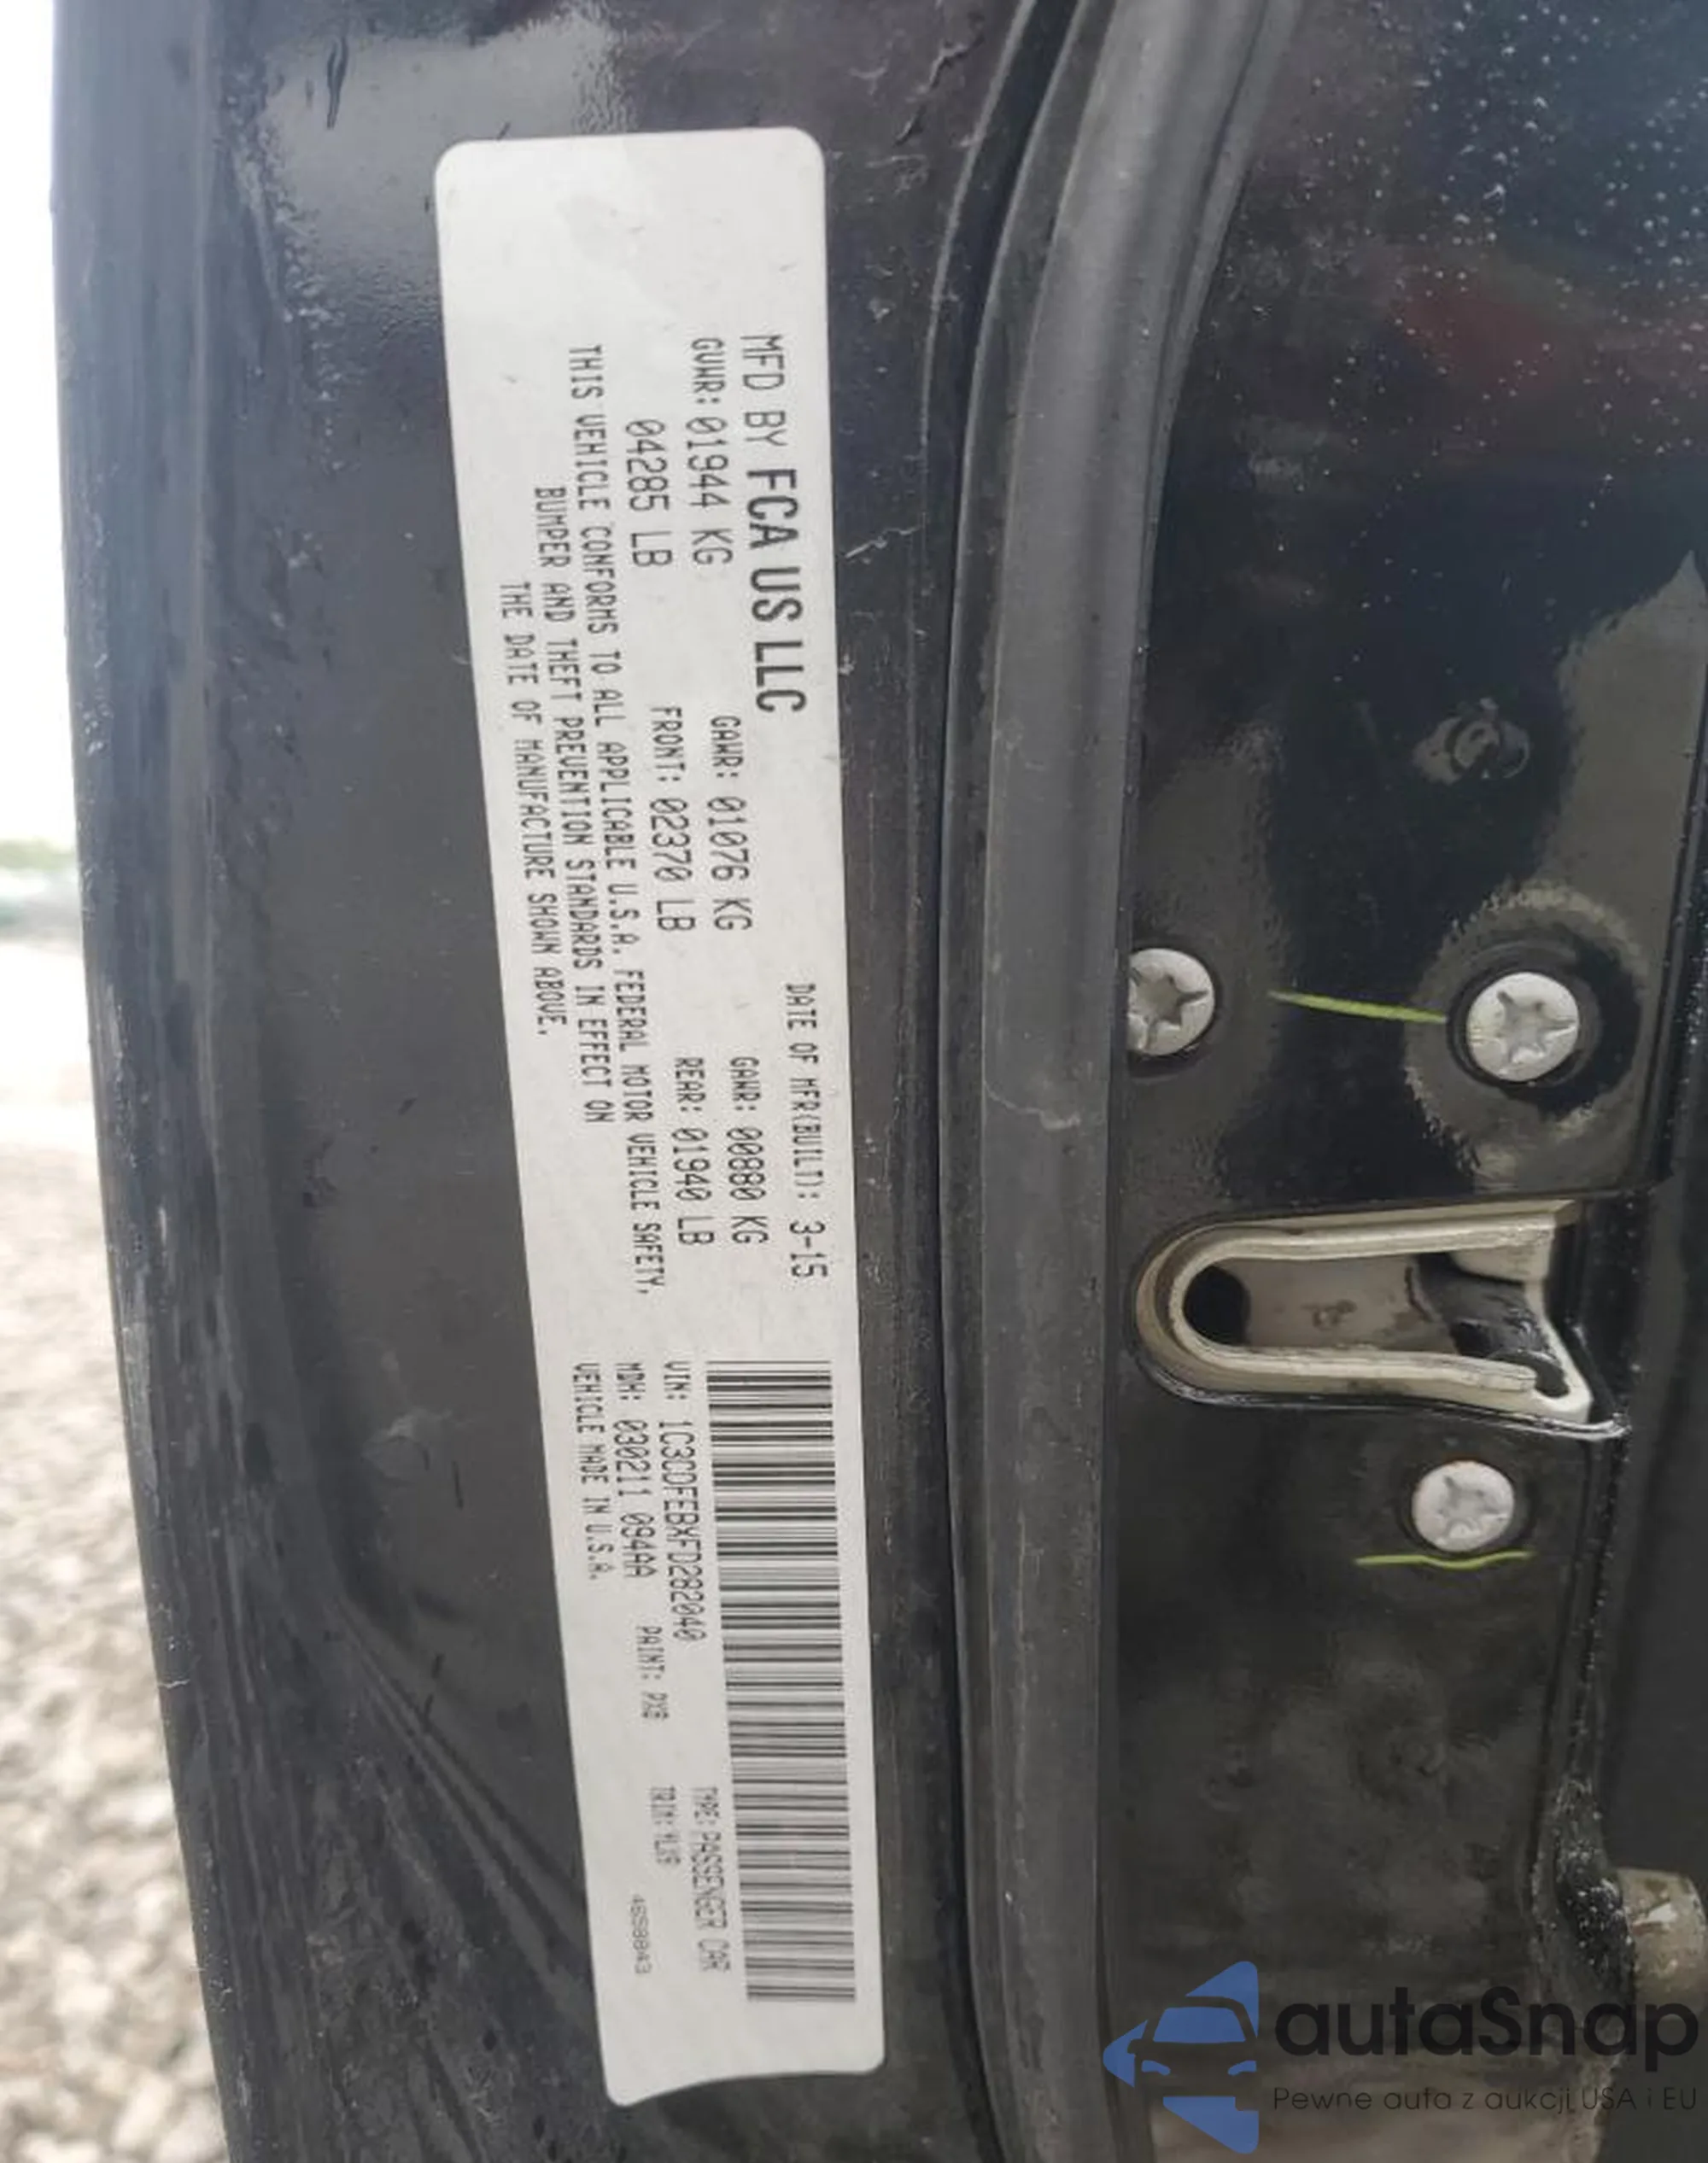 MFD BY FCA US LLC
DATE OF MFR(BUILT): 3-15
GVWR: 01944 KG
04285 LB
GAWR: 01076 KG
FRONT: 02370 LB
GAWR: 00880 KG
REAR: 01940 LB
THIS VEHICLE CONFORMS TO ALL APPLICABLE U.S.A. FEDERAL MOTOR VEHICLE SAFETY,
BUMPER AND THEFT PREVENTION STANDARDS IN EFFECT ON
THE DATE OF MANUFACTURE SHOWN ABOVE.
VIN: 1C3CDFEBXFD282040
TYPE: PASSENGER CAR
MDH: 030211 094AA
PAINT: PX8
TRIM:
VEHICLE MADE IN U.S.A.
autaSnap
Pewne auta z aukcji USA i EU